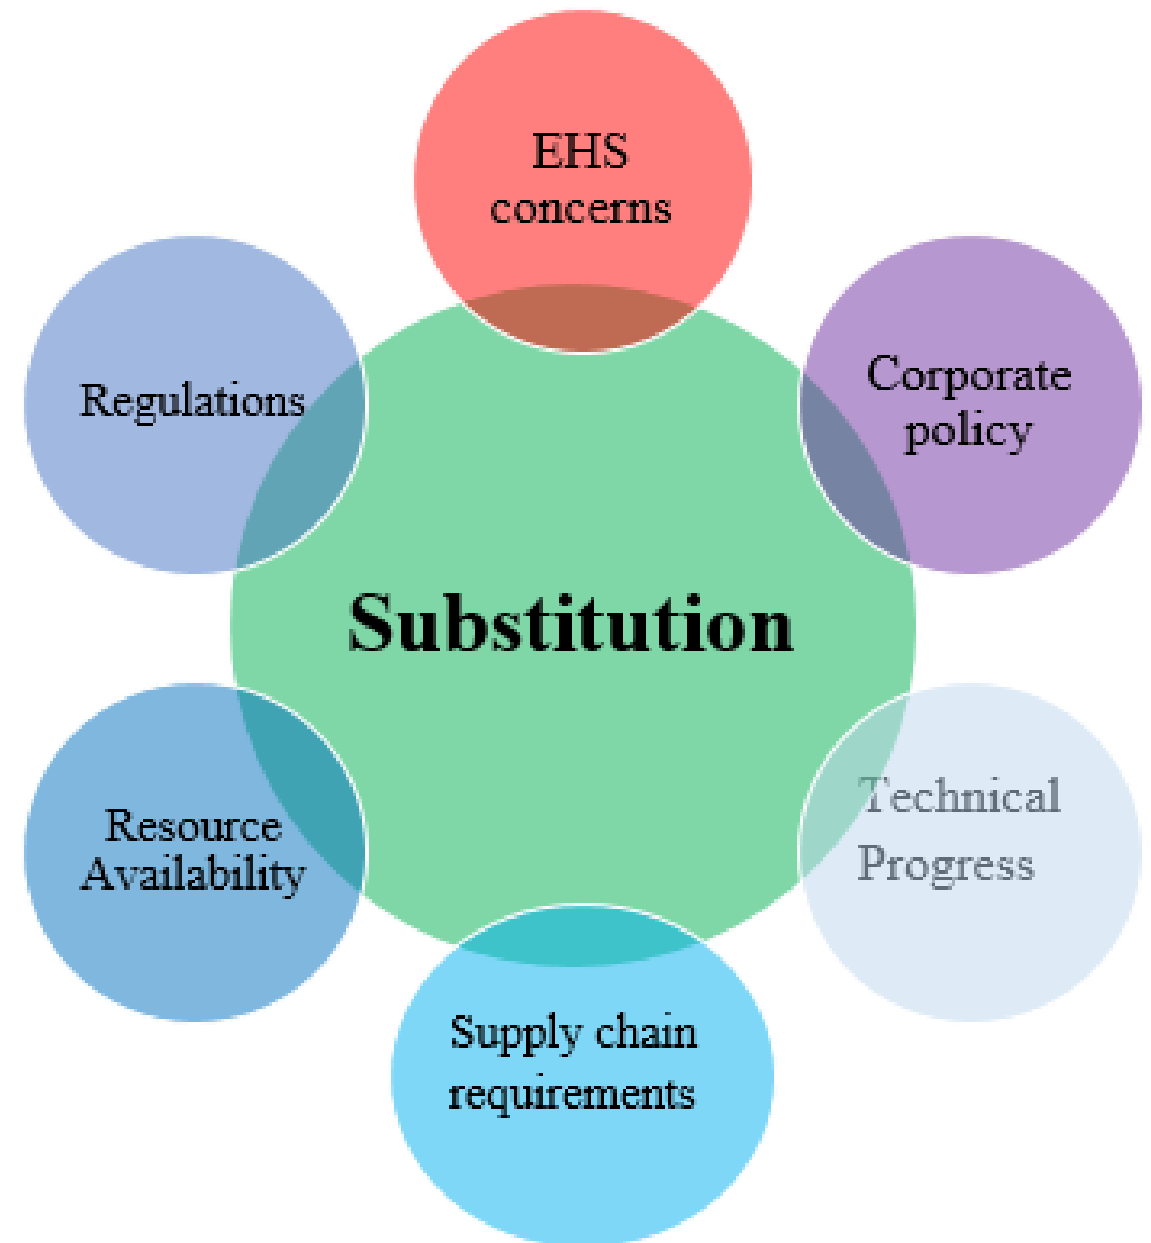 EHS
concerns
Regulations
Corporate
policy
Substitution
Resource
Availability
Technical
Progress
Supply chain
requirements